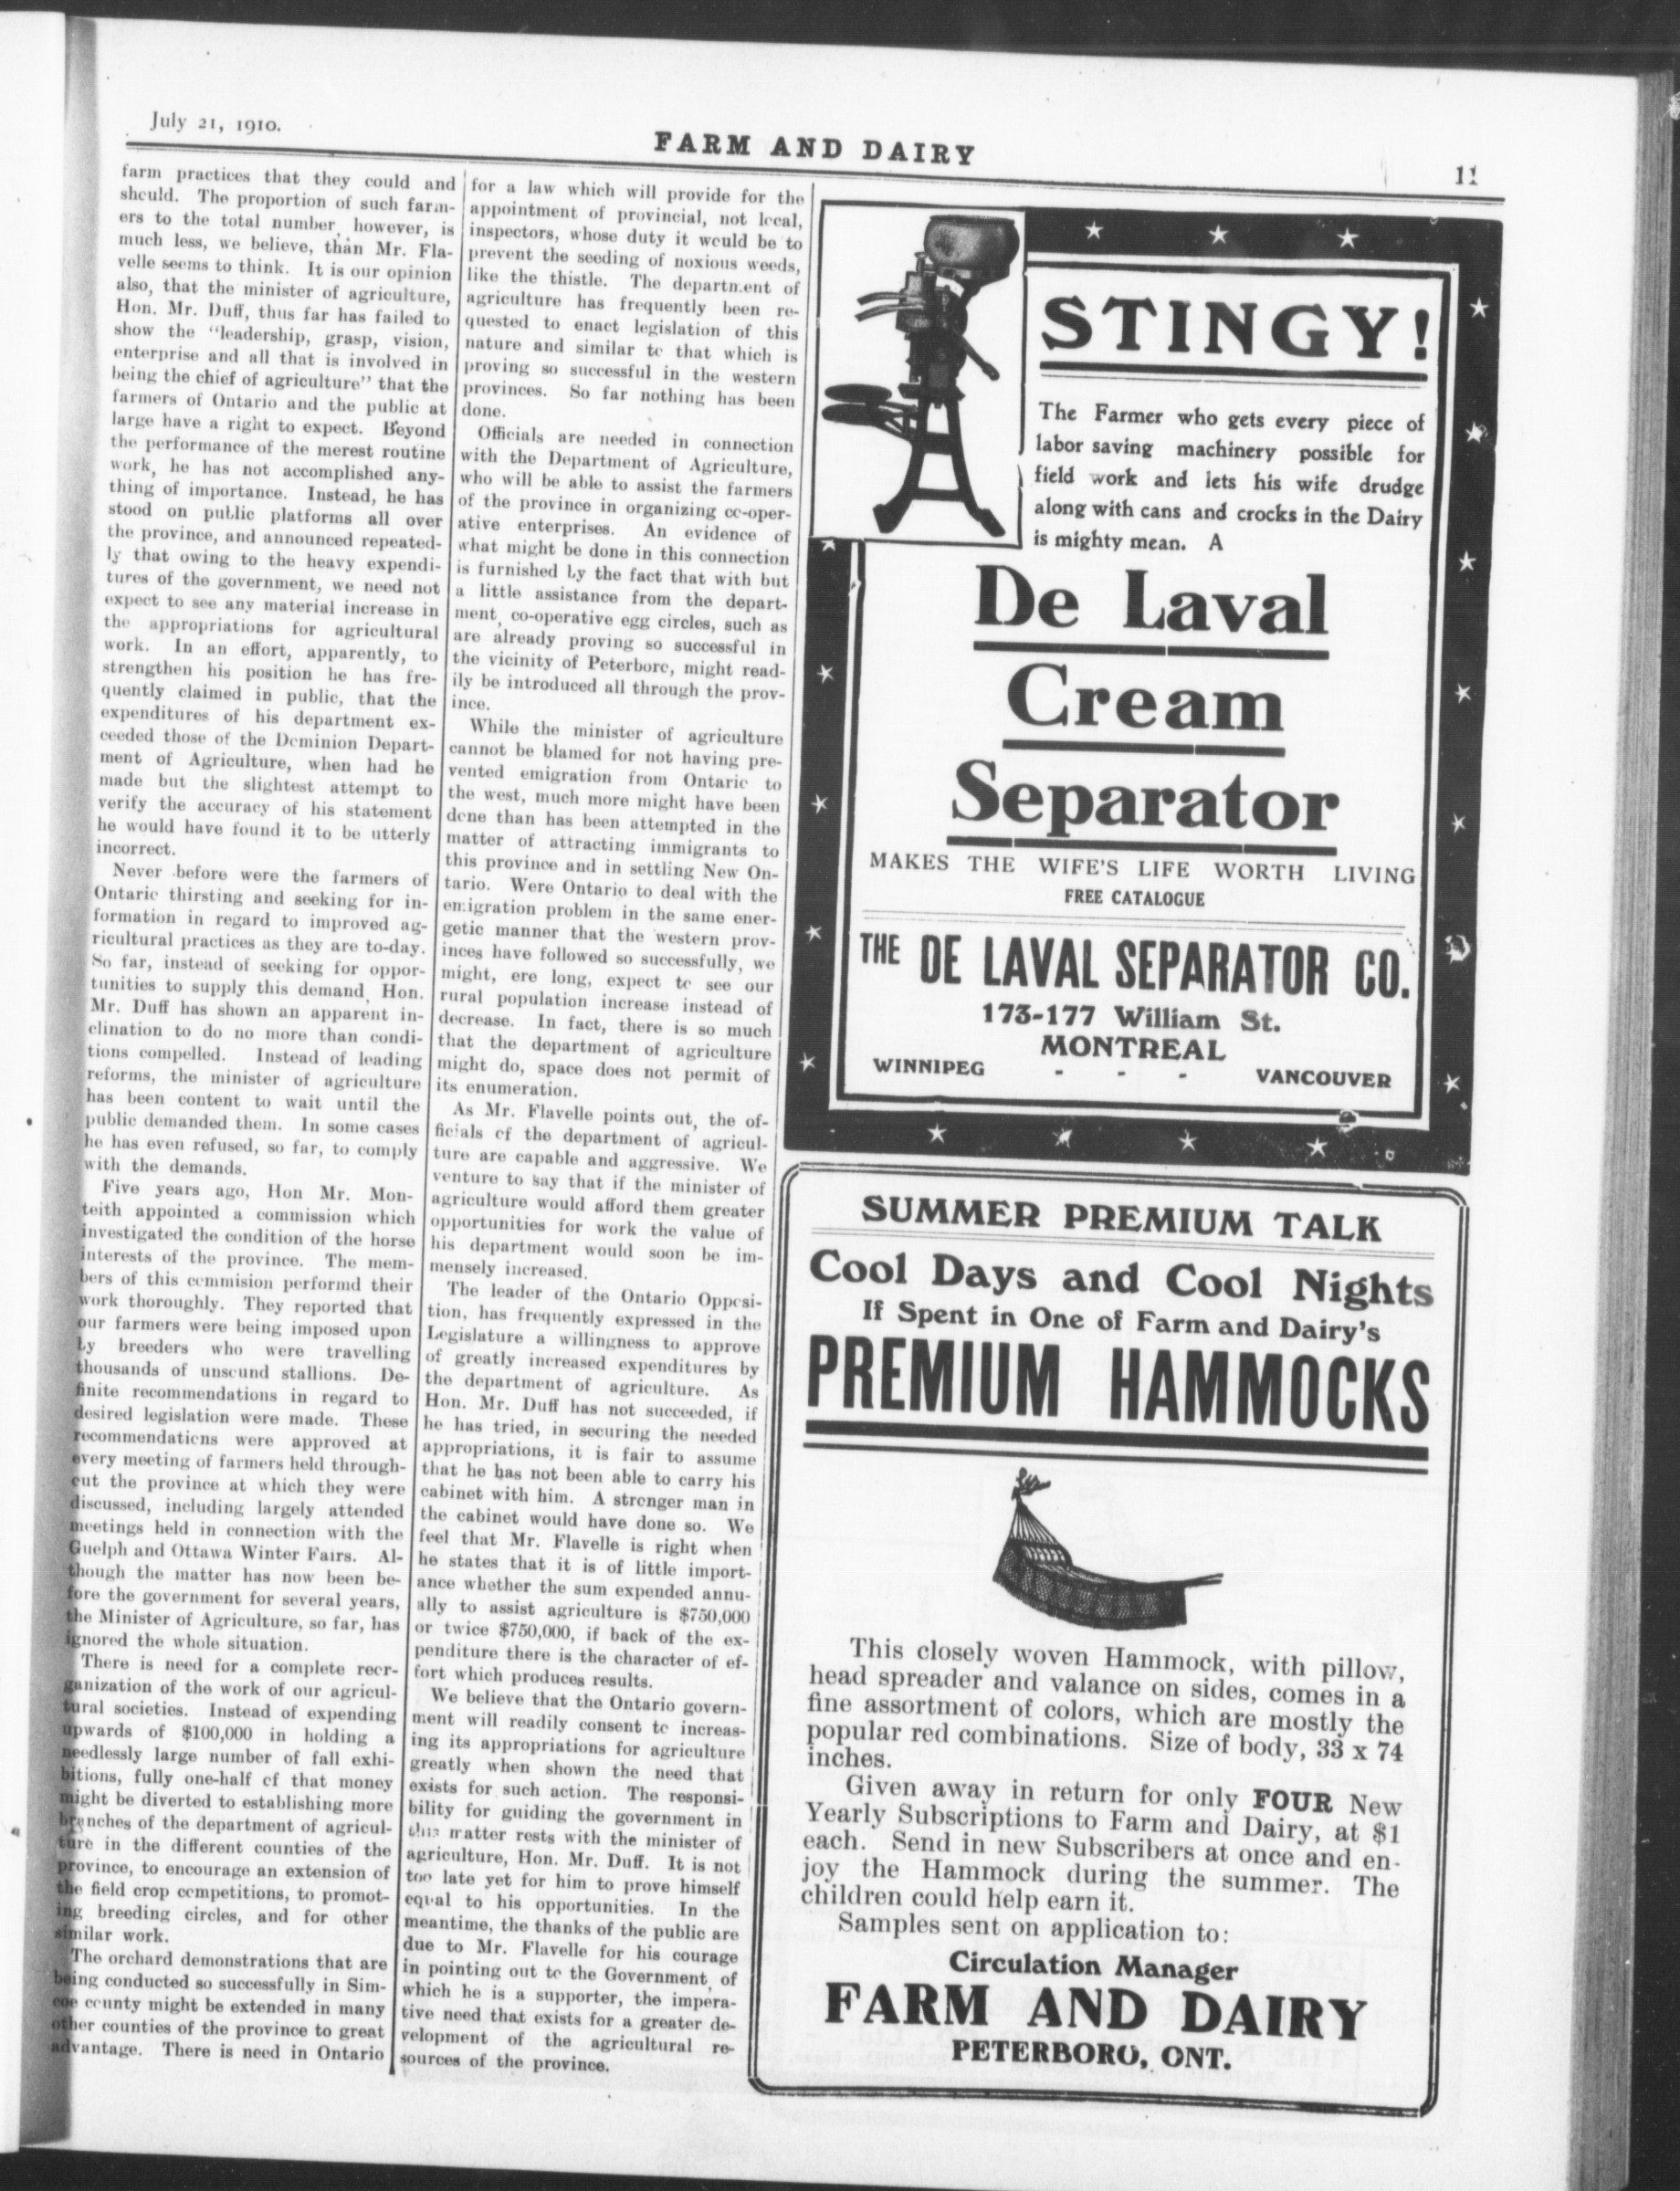 July 21, 1910.
FARM AND DAIRY
11
farm practices that they could and
should. The proportion of such farm-
ers to the total number, however, is
much less, we believe, than Mr. Fla-
velle seems to think. It is our opinion
also, that the minister of agriculture,
Hon. Mr. Duff, thus far has failed to
show the "leadership, grasp, vision,
enterprise and all that is involved in
being the chief of agriculture" that the
farmers of Ontario and the public at
large have a right to expect. Beyond
the performance of the merest routine
work, he has not accomplished any-
thing of importance. Instead, he has
stood on public platforms all over
the province, and announced repeated-
ly that owing to the heavy expendi-
tures of the government, we need not
expect to see any material increase in
the appropriations for agricultural
work. In an effort, apparently, to
strengthen his position he has fre-
quently claimed in public, that the
expenditures of his department ex-
ceeded those of the Dominion Depart-
ment of Agriculture, when had he
made but the slightest attempt to
verify the accuracy of his statement
he would have found it to be utterly
incorrect.
Never before were the farmers of
Ontario thirsting and seeking for in-
formation in regard to improved ag-
ricultural practices as they are to-day.
So far, instead of seeking for oppor-
tunities to supply this demand, Hon.
Mr. Duff has shown an apparent in-
clination to do no more than condi-
tions compelled. Instead of leading
reforms, the minister of agriculture
has been content to wait until the
public demanded them. In some cases
he has even refused, so far, to comply
with the demands.
Five years ago, Hon Mr. Mon-
teith appointed a commission which
investigated the condition of the horse
interests of the province. The mem-
bers of this commision performd their
work thoroughly. They reported that
our farmers were being imposed upon
by breeders who were travelling
thousands of unsound stallions. De-
finite recommendations in regard to
desired legislation were made. These
recommendations were approved at
every meeting of farmers held through-
out the province at which they were
discussed, including largely attended
meetings held in connection with the
Guelph and Ottawa Winter Fairs. Al-
though the matter has now been be-
fore the government for several years,
the Minister of Agriculture, so far, has
ignored the whole situation.
There is need for a complete reor-
ganization of the work of our agricul-
tural societies. Instead of expending
upwards of $100,000 in holding a
needlessly large number of fall exhi-
bitions, fully one-half of that money
might be diverted to establishing more
branches of the department of agricul-
ture in the different counties of the
province, to encourage an extension of
the field crop competitions, to promot-
ing breeding circles, and for other
similar work.
The orchard demonstrations that are
being conducted so successfully in Sim-
coe county might be extended in many
other counties of the province to great
advantage. There is need in Ontario
for a law which will provide for the
appointment of provincial, not local,
inspectors, whose duty it would be to
prevent the seeding of noxious weeds,
like the thistle. The department of
agriculture has frequently been re-
quested to enact legislation of this
nature and similar to that which is
proving so successful in the western
provinces. So far nothing has been
done.
Officials are needed in connection
with the Department of Agriculture,
who will be able to assist the farmers
of the province in organizing co-oper-
ative enterprises. An evidence of
what might be done in this connection
is furnished by the fact that with but
a little assistance from the depart-
ment, co-operative egg circles, such as
are already proving so successful in
the vicinity of Peterboro, might read-
ily be introduced all through the prov-
ince.
While the minister of agriculture
cannot be blamed for not having pre-
vented emigration from Ontario to
the west, much more might have been
done than has been attempted in the
matter of attracting immigrants to
this province and in settling New On-
tario. Were Ontario to deal with the
emigration problem in the same ener-
getic manner that the western prov-
inces have followed so successfully, we
might, ere long, expect to see our
rural population increase instead of
decrease. In fact, there is so much
that the department of agriculture
might do, space does not permit of
its enumeration.
As Mr. Flavelle points out, the of-
ficials of the department of agricul-
ture are capable and aggressive. We
venture to say that if the minister of
agriculture would afford them greater
opportunities for work the value of
his department would soon be im-
mensely increased.
The leader of the Ontario Opposi-
tion, has frequently expressed in the
Legislature a willingness to approve
of greatly increased expenditures by
the department of agriculture. As
Hon. Mr. Duff has not succeeded, if
he has tried, in securing the needed
appropriations, it is fair to assume
that he has not been able to carry his
cabinet with him. A stronger man in
the cabinet would have done so. We
feel that Mr. Flavelle is right when
he states that it is of little import-
ance whether the sum expended annu-
ally to assist agriculture is $750,000
or twice $750,000, if back of the ex-
penditure there is the character of ef-
fort which produces results.
We believe that the Ontario govern-
ment will readily consent to increas-
ing its appropriations for agriculture
greatly when shown the need that
exists for such action. The responsi-
bility for guiding the government in
this matter rests with the minister of
agriculture, Hon. Mr. Duff. It is not
too late yet for him to prove himself
equal to his opportunities. In the
meantime, the thanks of the public are
due to Mr. Flavelle for his courage
in pointing out to the Government, of
which he is a supporter, the impera-
tive need that exists for a greater de-
velopment of the agricultural re-
sources of the province.
STINGY!
The Farmer who gets every piece of
labor saving machinery possible for
field work and lets his wife drudge
along with cans and crocks in the Dairy
is mighty mean. A
De Laval
Cream
Separator
MAKES THE WIFE'S LIFE WORTH LIVING
FREE CATALOGUE
THE DE LAVAL SEPARATOR CO.
173-177 William St.
MONTREAL
WINNIPEG - - - VANCOUVER
SUMMER PREMIUM TALK
Cool Days and Cool Nights
If Spent in One of Farm and Dairy's
PREMIUM HAMMOCKS
This closely woven Hammock, with pillow,
head spreader and valance on sides, comes in a
fine assortment of colors, which are mostly the
popular red combinations. Size of body, 33 x 74
inches.
Given away in return for only FOUR New
Yearly Subscriptions to Farm and Dairy, at $1
each. Send in new Subscribers at once and en-
joy the Hammock during the summer. The
children could help earn it.
Samples sent on application to:
Circulation Manager
FARM AND DAIRY
PETERBORO, ONT.